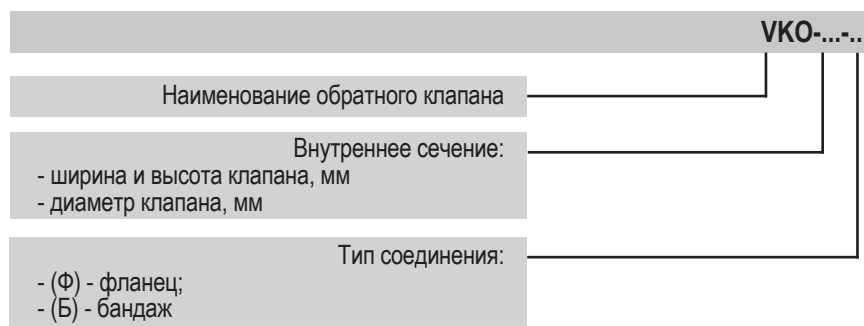 VKO-...-..
Наименование обратного клапана
Внутреннее сечение:
- ширина и высота клапана, мм
- диаметр клапана, мм
Тип соединения:
- (Ф) - фланец;
- (Б) - бандаж